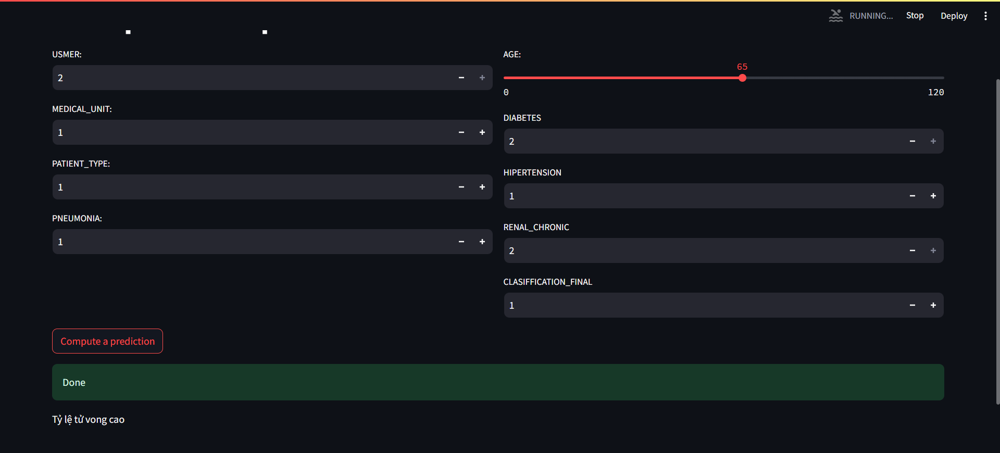 RUNNING...
Stop
Deploy
USMER:
2
MEDICAL_UNIT:
1
PATIENT_TYPE:
1
PNEUMONIA:
1
AGE:
65
0
120
DIABETES
2
HIPERTENSION
1
RENAL_CHRONIC
2
CLASIFFICATION_FINAL
1
Compute a prediction
Done
Tỷ lệ tử vong cao